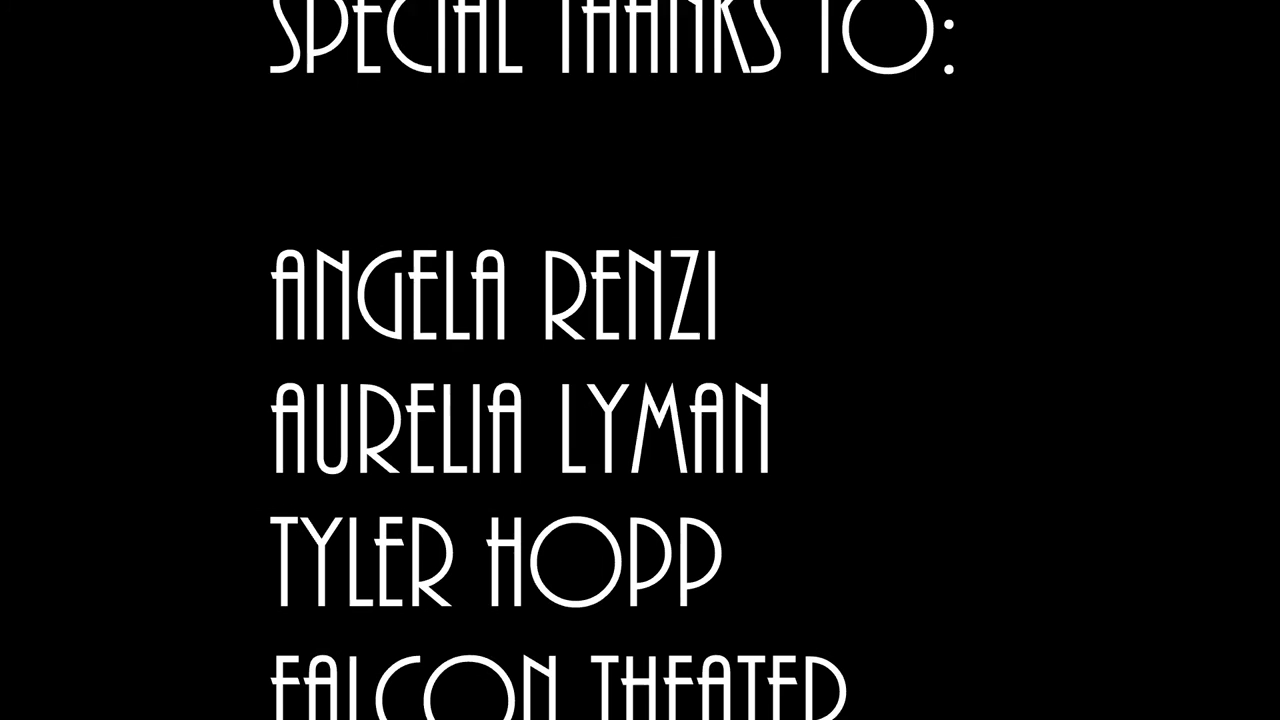 SPECIAL THANKS TO:
ANGELA RENZI
AURELIA LYMAN
TYLER HOPP
FALCON THEATER